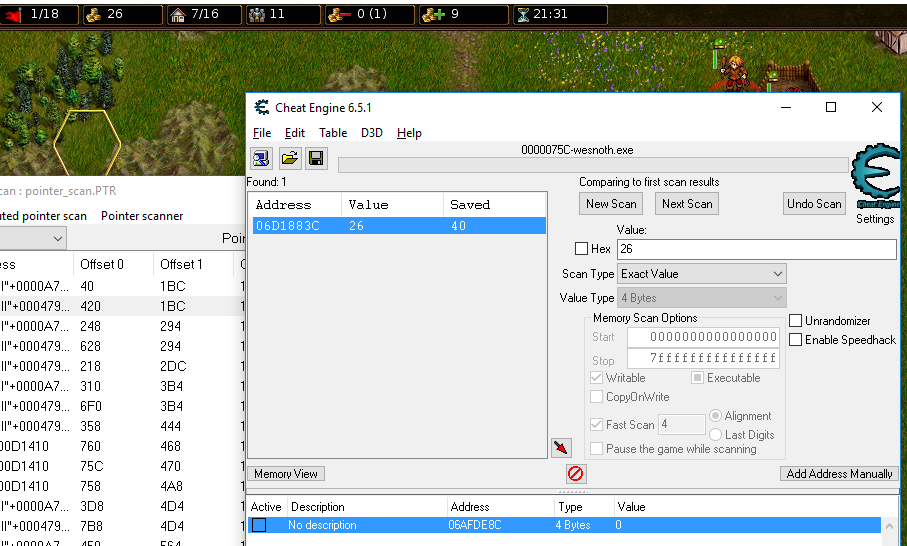 1/18 26 7/16 11 0 (1) 9 21:31
Cheat Engine 6.5.1
File Edit Table D3D Help
0000075C-wesnoth.exe
Found: 1
Address Value Saved
06D1883C 26 40
Comparing to first scan results
New Scan Next Scan Undo Scan
Cheat Engine
Settings
Value:
Hex 26
Scan Type Exact Value
Value Type 4 Bytes
Memory Scan Options
Start 0000000000000000
Stop 7fffffffffffffff
Writable Executable
CopyOnWrite
Fast Scan 4 Alignment
Last Digits
Pause the game while scanning
Unrandomizer
Enable Speedhack
Memory View Add Address Manually
Active Description Address Type Value
No description 06AFDE8C 4 Bytes 0
can : pointer_scan.PTR
uted pointer scan Pointer scanner
Poi
ess Offset 0 Offset 1
ll"+0000A7... 40 1BC
ll"+000479... 420 1BC
ll"+0000A7... 248 294
ll"+000479... 628 294
ll"+000479... 218 2DC
ll"+0000A7... 310 3B4
ll"+000479... 6F0 3B4
ll"+000479... 358 444
00D1410 760 468
00D1410 75C 470
00D1410 758 4A8
ll"+0000A7... 3D8 4D4
ll"+000479... 7B8 4D4